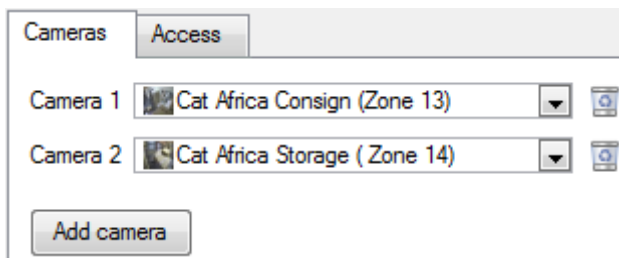 Cameras Access
Camera 1 Cat Africa Consign (Zone 13)
Camera 2 Cat Africa Storage ( Zone 14)
Add camera